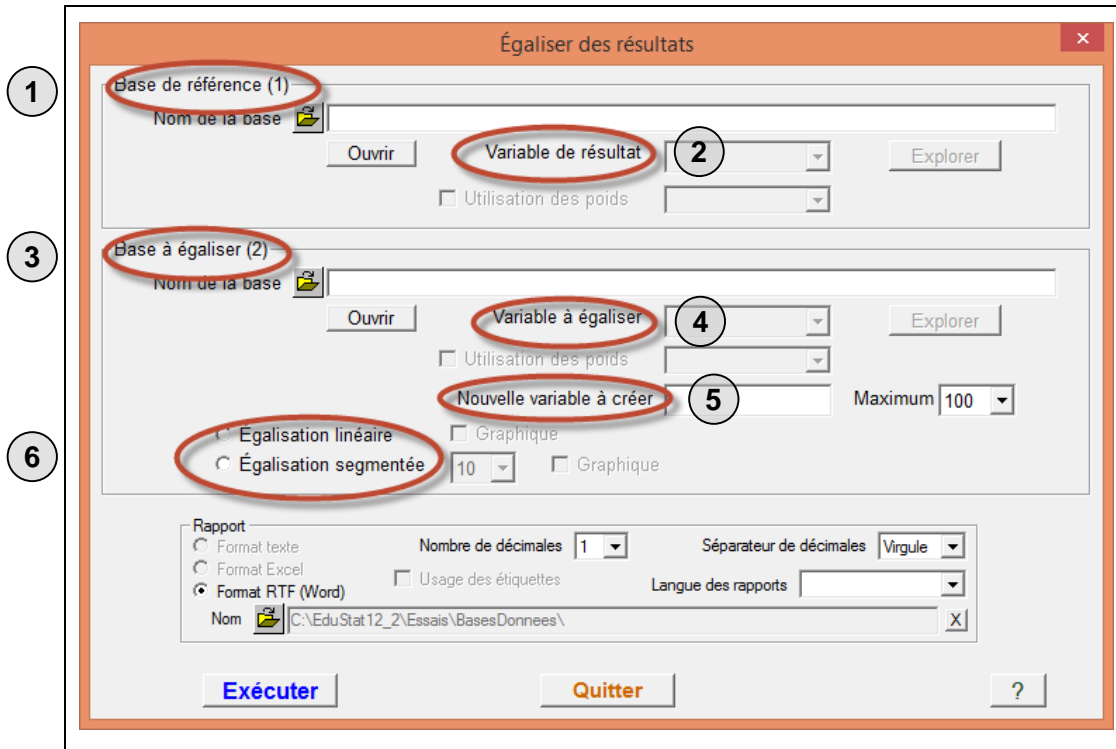 Égaliser des résultats ×
1 Base de référence (1)
Nom de la base
Ouvrir Variable de résultat 2 Explorer
Utilisation des poids
3 Base à égaliser (2)
Nom de la base
Ouvrir Variable à égaliser 4 Explorer
Utilisation des poids
Nouvelle variable à créer 5 Maximum 100
Égalisation linéaire Graphique
6 Égalisation segmentée 10 Graphique
Rapport
Format texte Nombre de décimales 1 Séparateur de décimales Virgule
Format Excel Usage des étiquettes Langue des rapports
Format RTF (Word)
Nom C:\EduStat12_2\Essais\BasesDonnees\ X
Exécuter Quitter ?